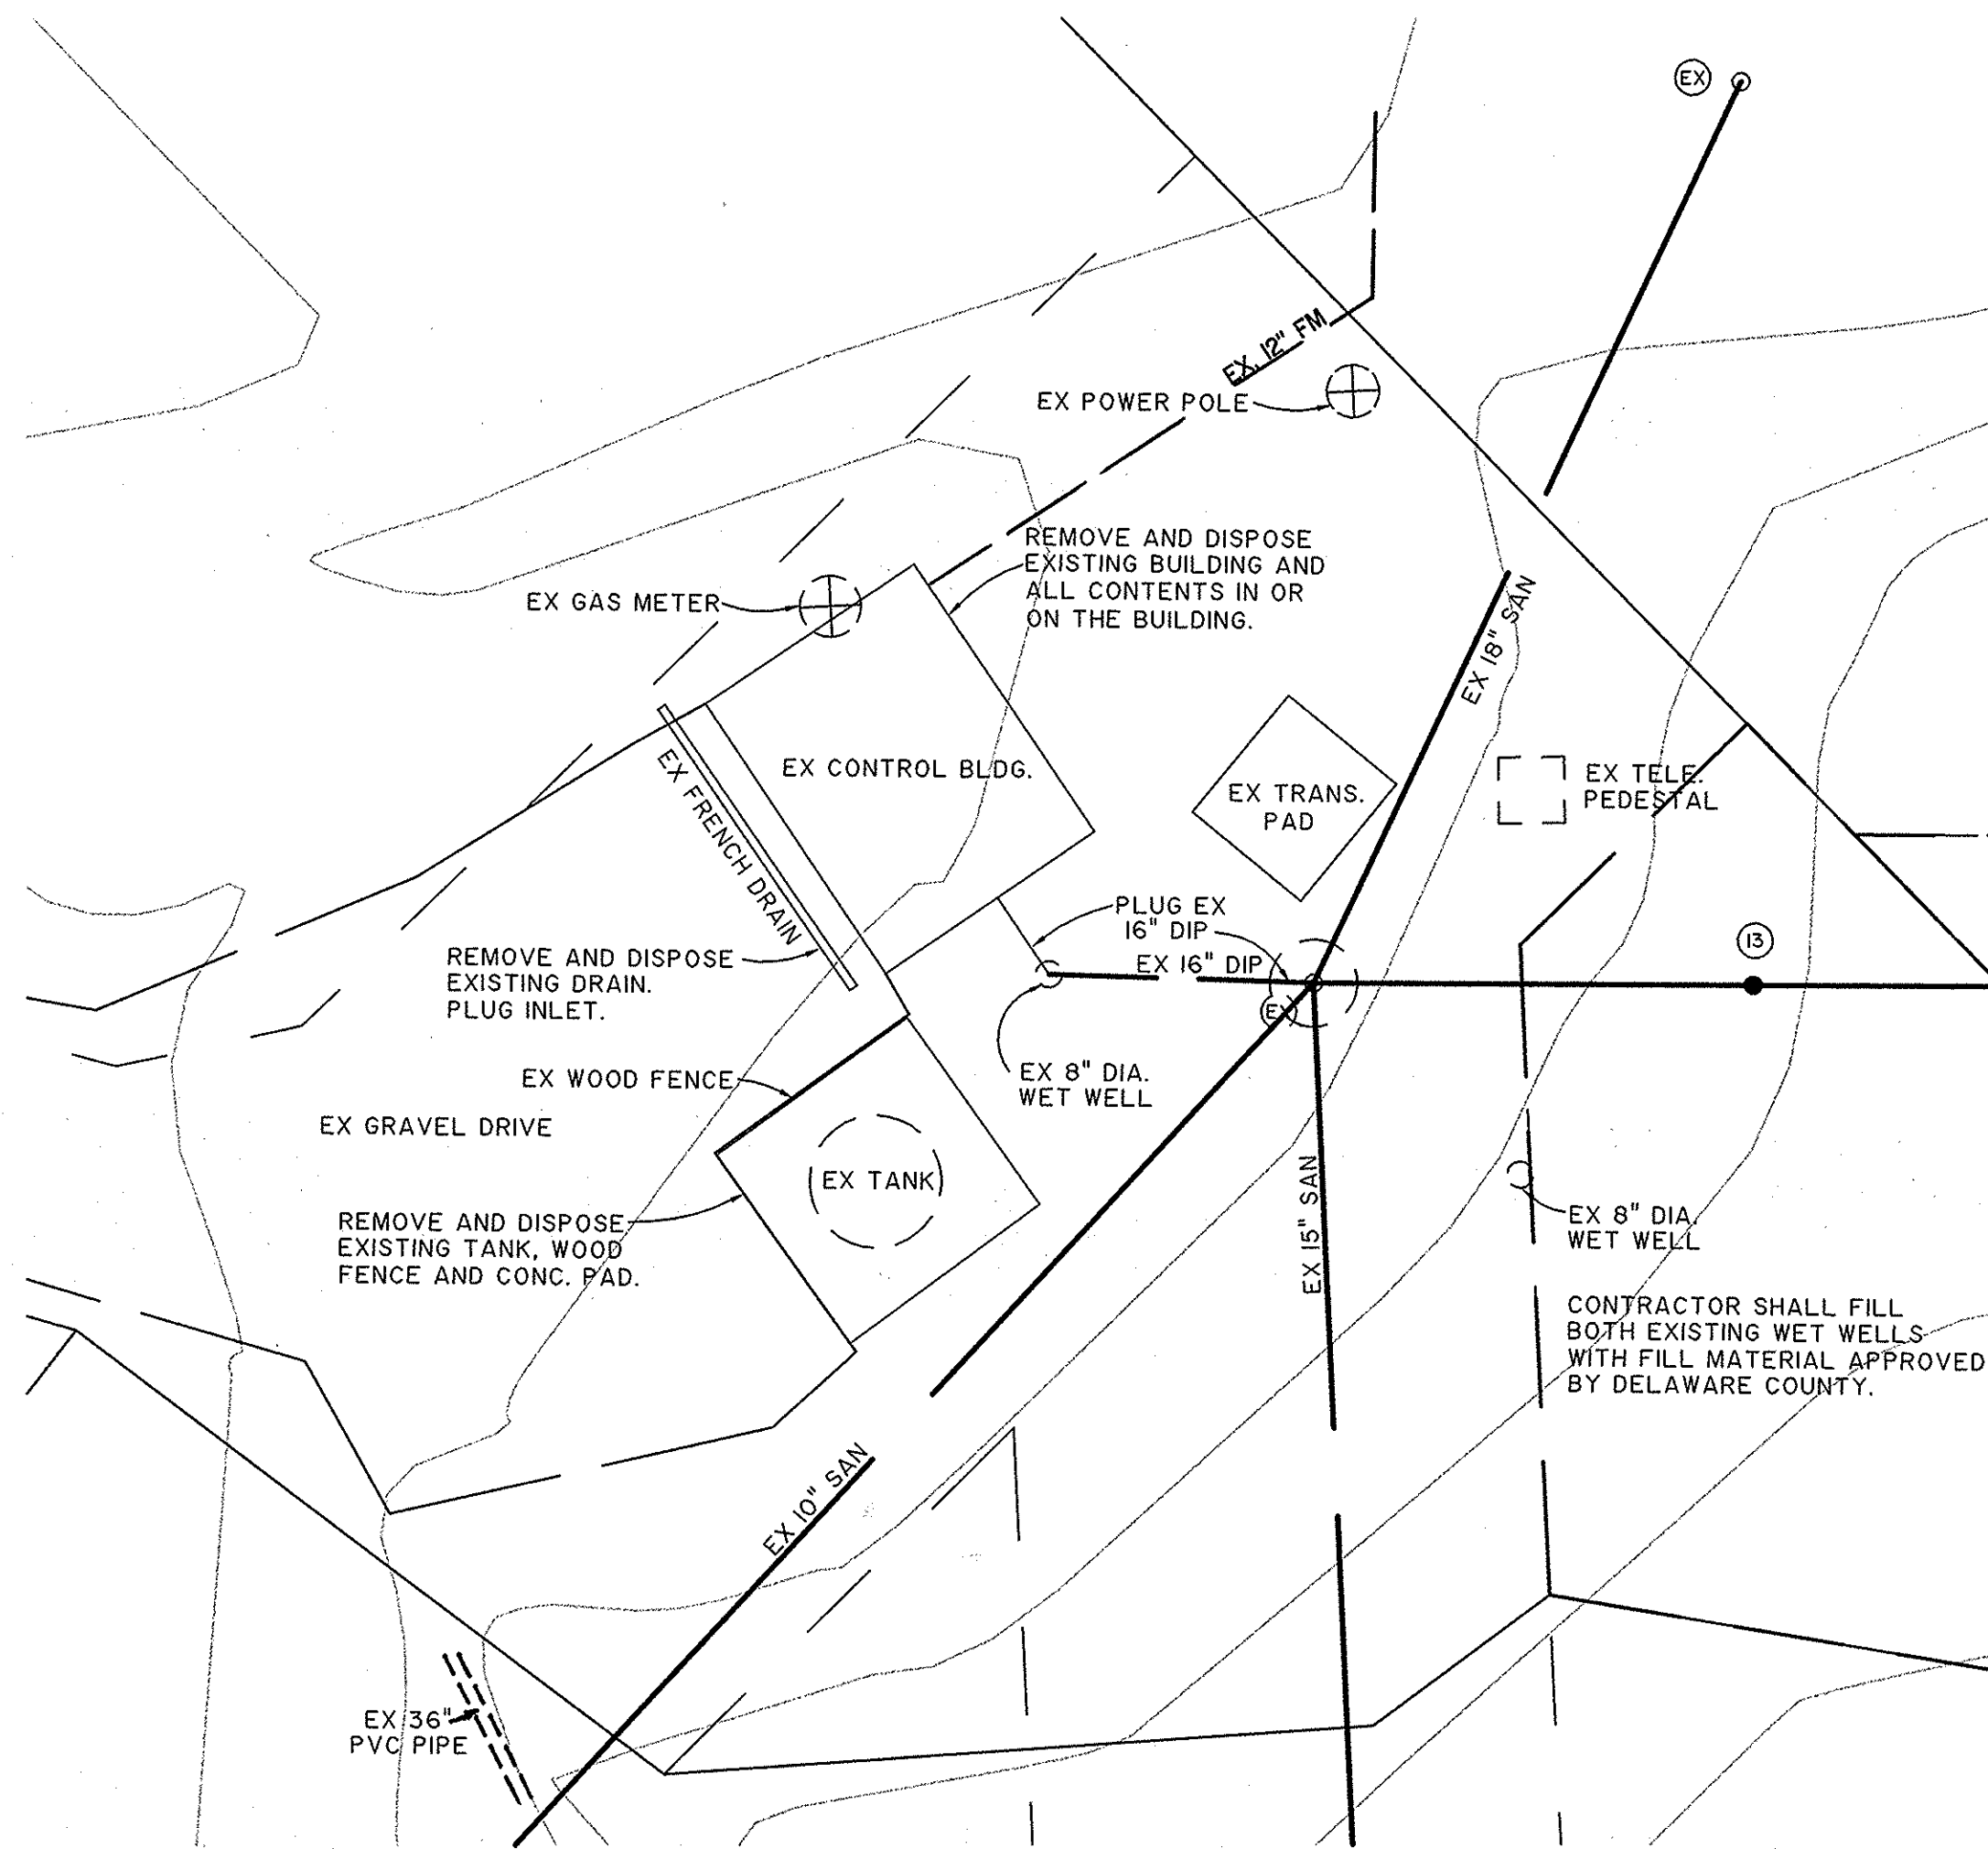 EX
EX. 12" FM
EX POWER POLE
REMOVE AND DISPOSE
EXISTING BUILDING AND
ALL CONTENTS IN OR
ON THE BUILDING.
EX GAS METER
EX 18" SAN
EX CONTROL BLDG.
EX FRENCH DRAIN
EX TRANS.
PAD
EX TELE.
PEDESTAL
PLUG EX
16" DIP
EX 16" DIP
13
EX
REMOVE AND DISPOSE
EXISTING DRAIN.
PLUG INLET.
EX WOOD FENCE
EX 8" DIA.
WET WELL
EX GRAVEL DRIVE
EX TANK
EX 15" SAN
REMOVE AND DISPOSE
EXISTING TANK, WOOD
FENCE AND CONC. PAD.
EX 8" DIA.
WET WELL
CONTRACTOR SHALL FILL
BOTH EXISTING WET WELLS
WITH FILL MATERIAL APPROVED
BY DELAWARE COUNTY.
EX 10" SAN
EX 36"
PVC PIPE